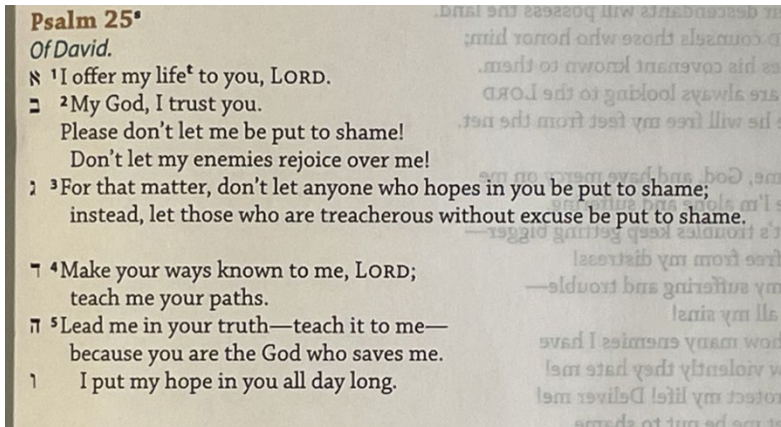 Psalm 25ˢ
Of David.
א ¹I offer my lifeᵗ to you, LORD.
ב ²My God, I trust you.
Please don't let me be put to shame!
Don't let my enemies rejoice over me!
ג ³For that matter, don't let anyone who hopes in you be put to shame;
instead, let those who are treacherous without excuse be put to shame.
ד ⁴Make your ways known to me, LORD;
teach me your paths.
ה ⁵Lead me in your truth—teach it to me—
because you are the God who saves me.
ו I put my hope in you all day long.